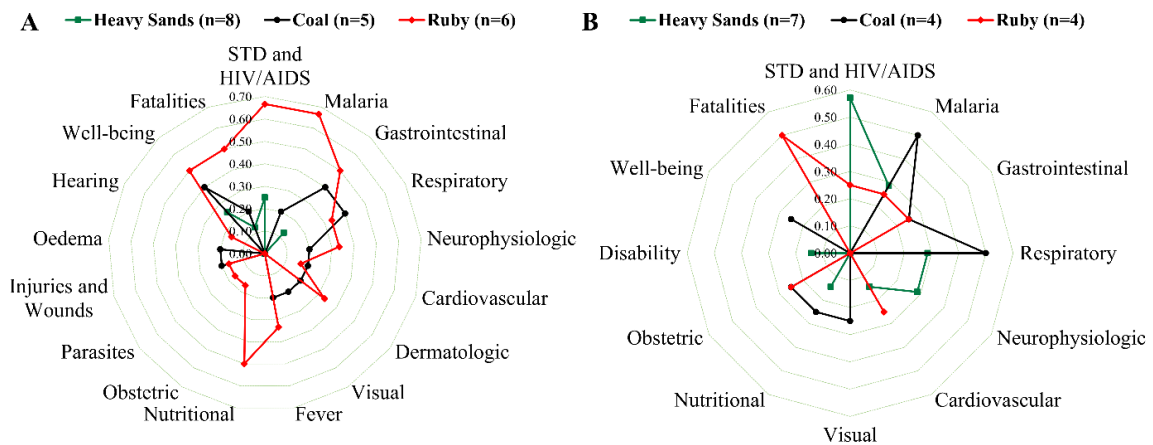 A
Heavy Sands (n=8)
Coal (n=5)
Ruby (n=6)
STD and
HIV/AIDS
Malaria
Gastrointestinal
Respiratory
Neurophysiologic
Cardiovascular
Dermatologic
Visual
Fever
Nutritional
Obstetric
Parasites
Injuries and
Wounds
Oedema
Hearing
Well-being
Fatalities
0.70
0.60
0.50
0.40
0.30
0.20
0.10
0.00
B
Heavy Sands (n=7)
Coal (n=4)
Ruby (n=4)
STD and HIV/AIDS
Malaria
Gastrointestinal
Respiratory
Neurophysiologic
Cardiovascular
Visual
Nutritional
Obstetric
Disability
Well-being
Fatalities
0.60
0.50
0.40
0.30
0.20
0.10
0.00